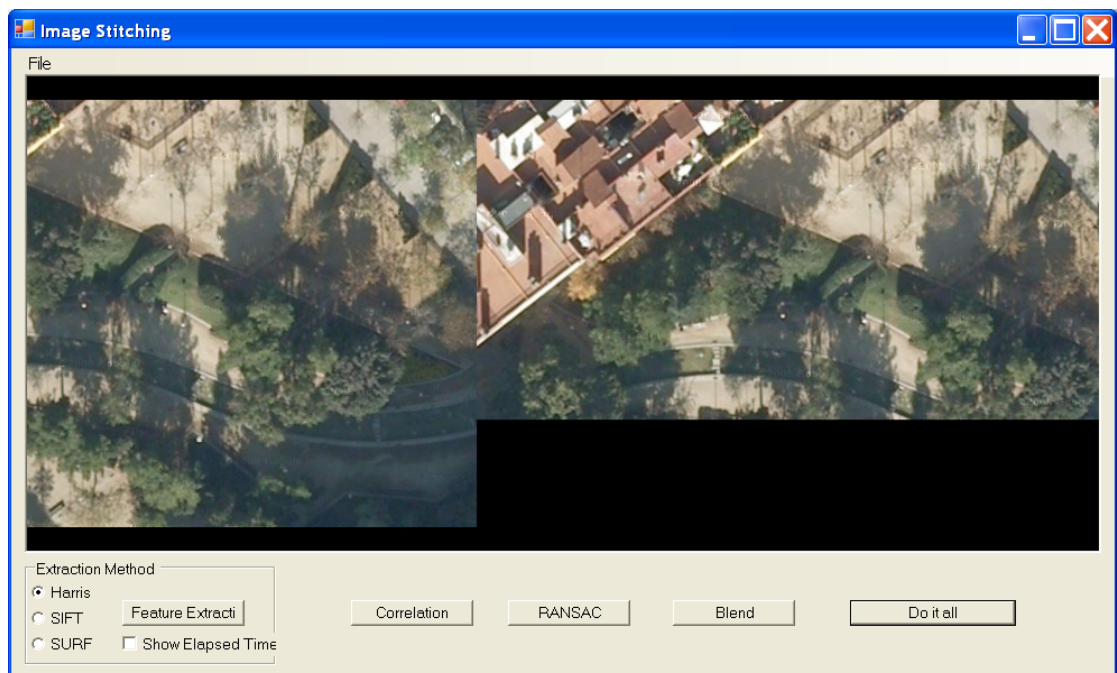 Image Stitching
File
Extraction Method
Harris
SIFT
SURF
Feature Extracti
Show Elapsed Time
Correlation
RANSAC
Blend
Do it all